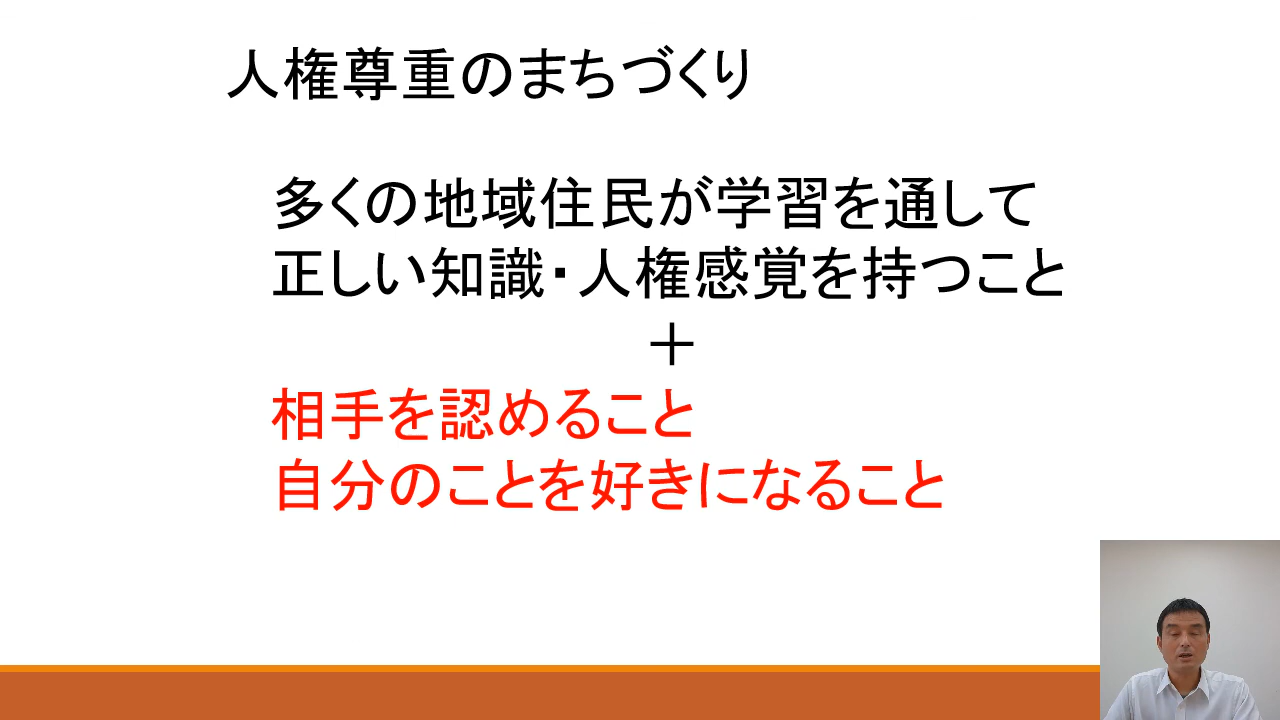 人権尊重のまちづくり
多くの地域住民が学習を通して
正しい知識・人権感覚を持つこと
＋
相手を認めること
自分のことを好きになること